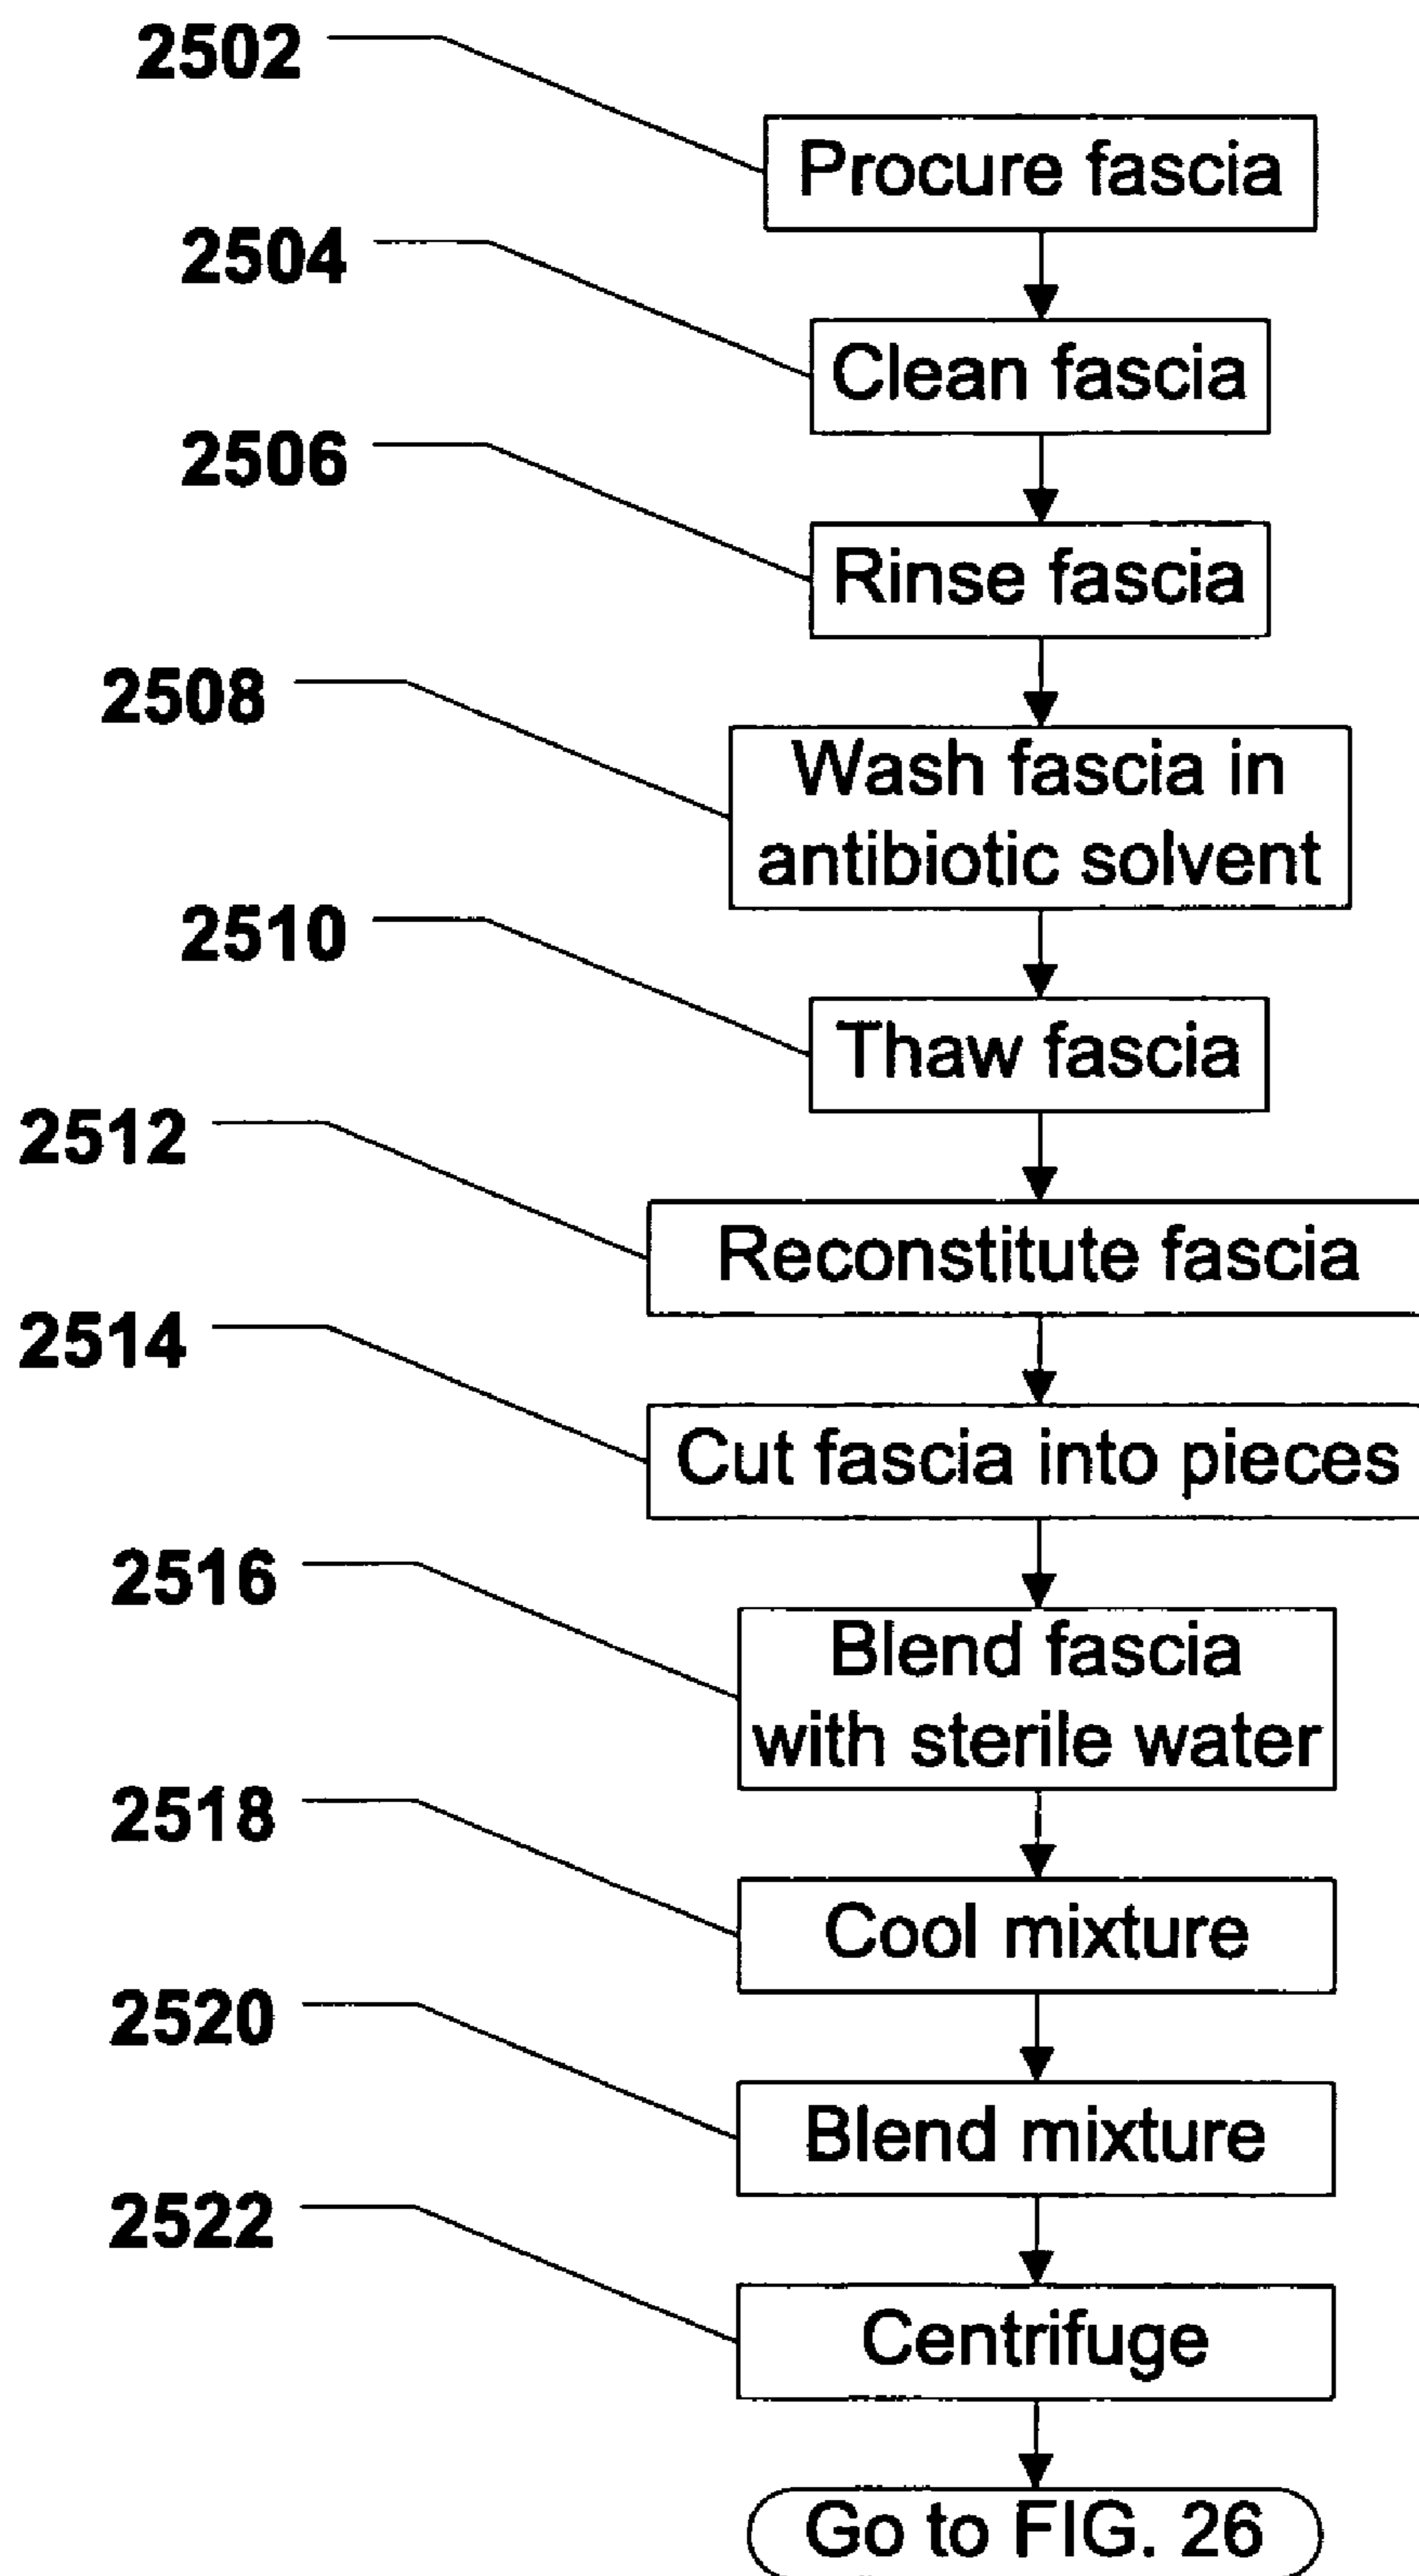 2502
Procure fascia
2504
Clean fascia
2506
Rinse fascia
2508
Wash fascia in
antibiotic solvent
2510
Thaw fascia
2512
Reconstitute fascia
2514
Cut fascia into pieces
2516
Blend fascia
with sterile water
2518
Cool mixture
2520
Blend mixture
2522
Centrifuge
Go to FIG. 26